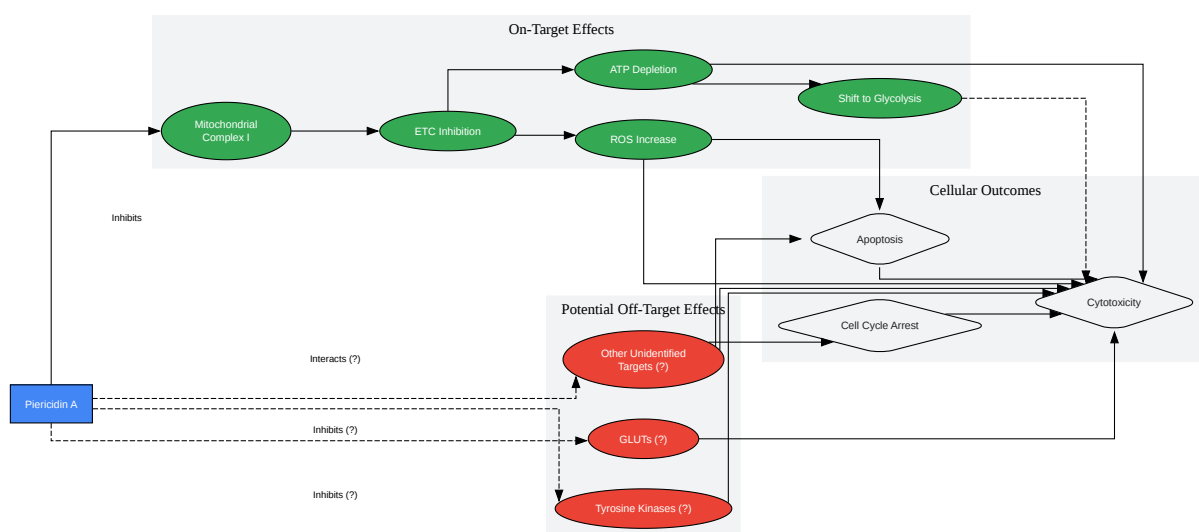 On-Target Effects
ATP Depletion
Shift to Glycolysis
Mitochondrial
Complex I
ETC Inhibition
ROS Increase
Cellular Outcomes
Inhibits
Apoptosis
Cytotoxicity
Potential Off-Target Effects
Cell Cycle Arrest
Other Unidentified
Targets (?)
Interacts (?)
Piericidin A
Inhibits (?)
GLUTs (?)
Inhibits (?)
Tyrosine Kinases (?)